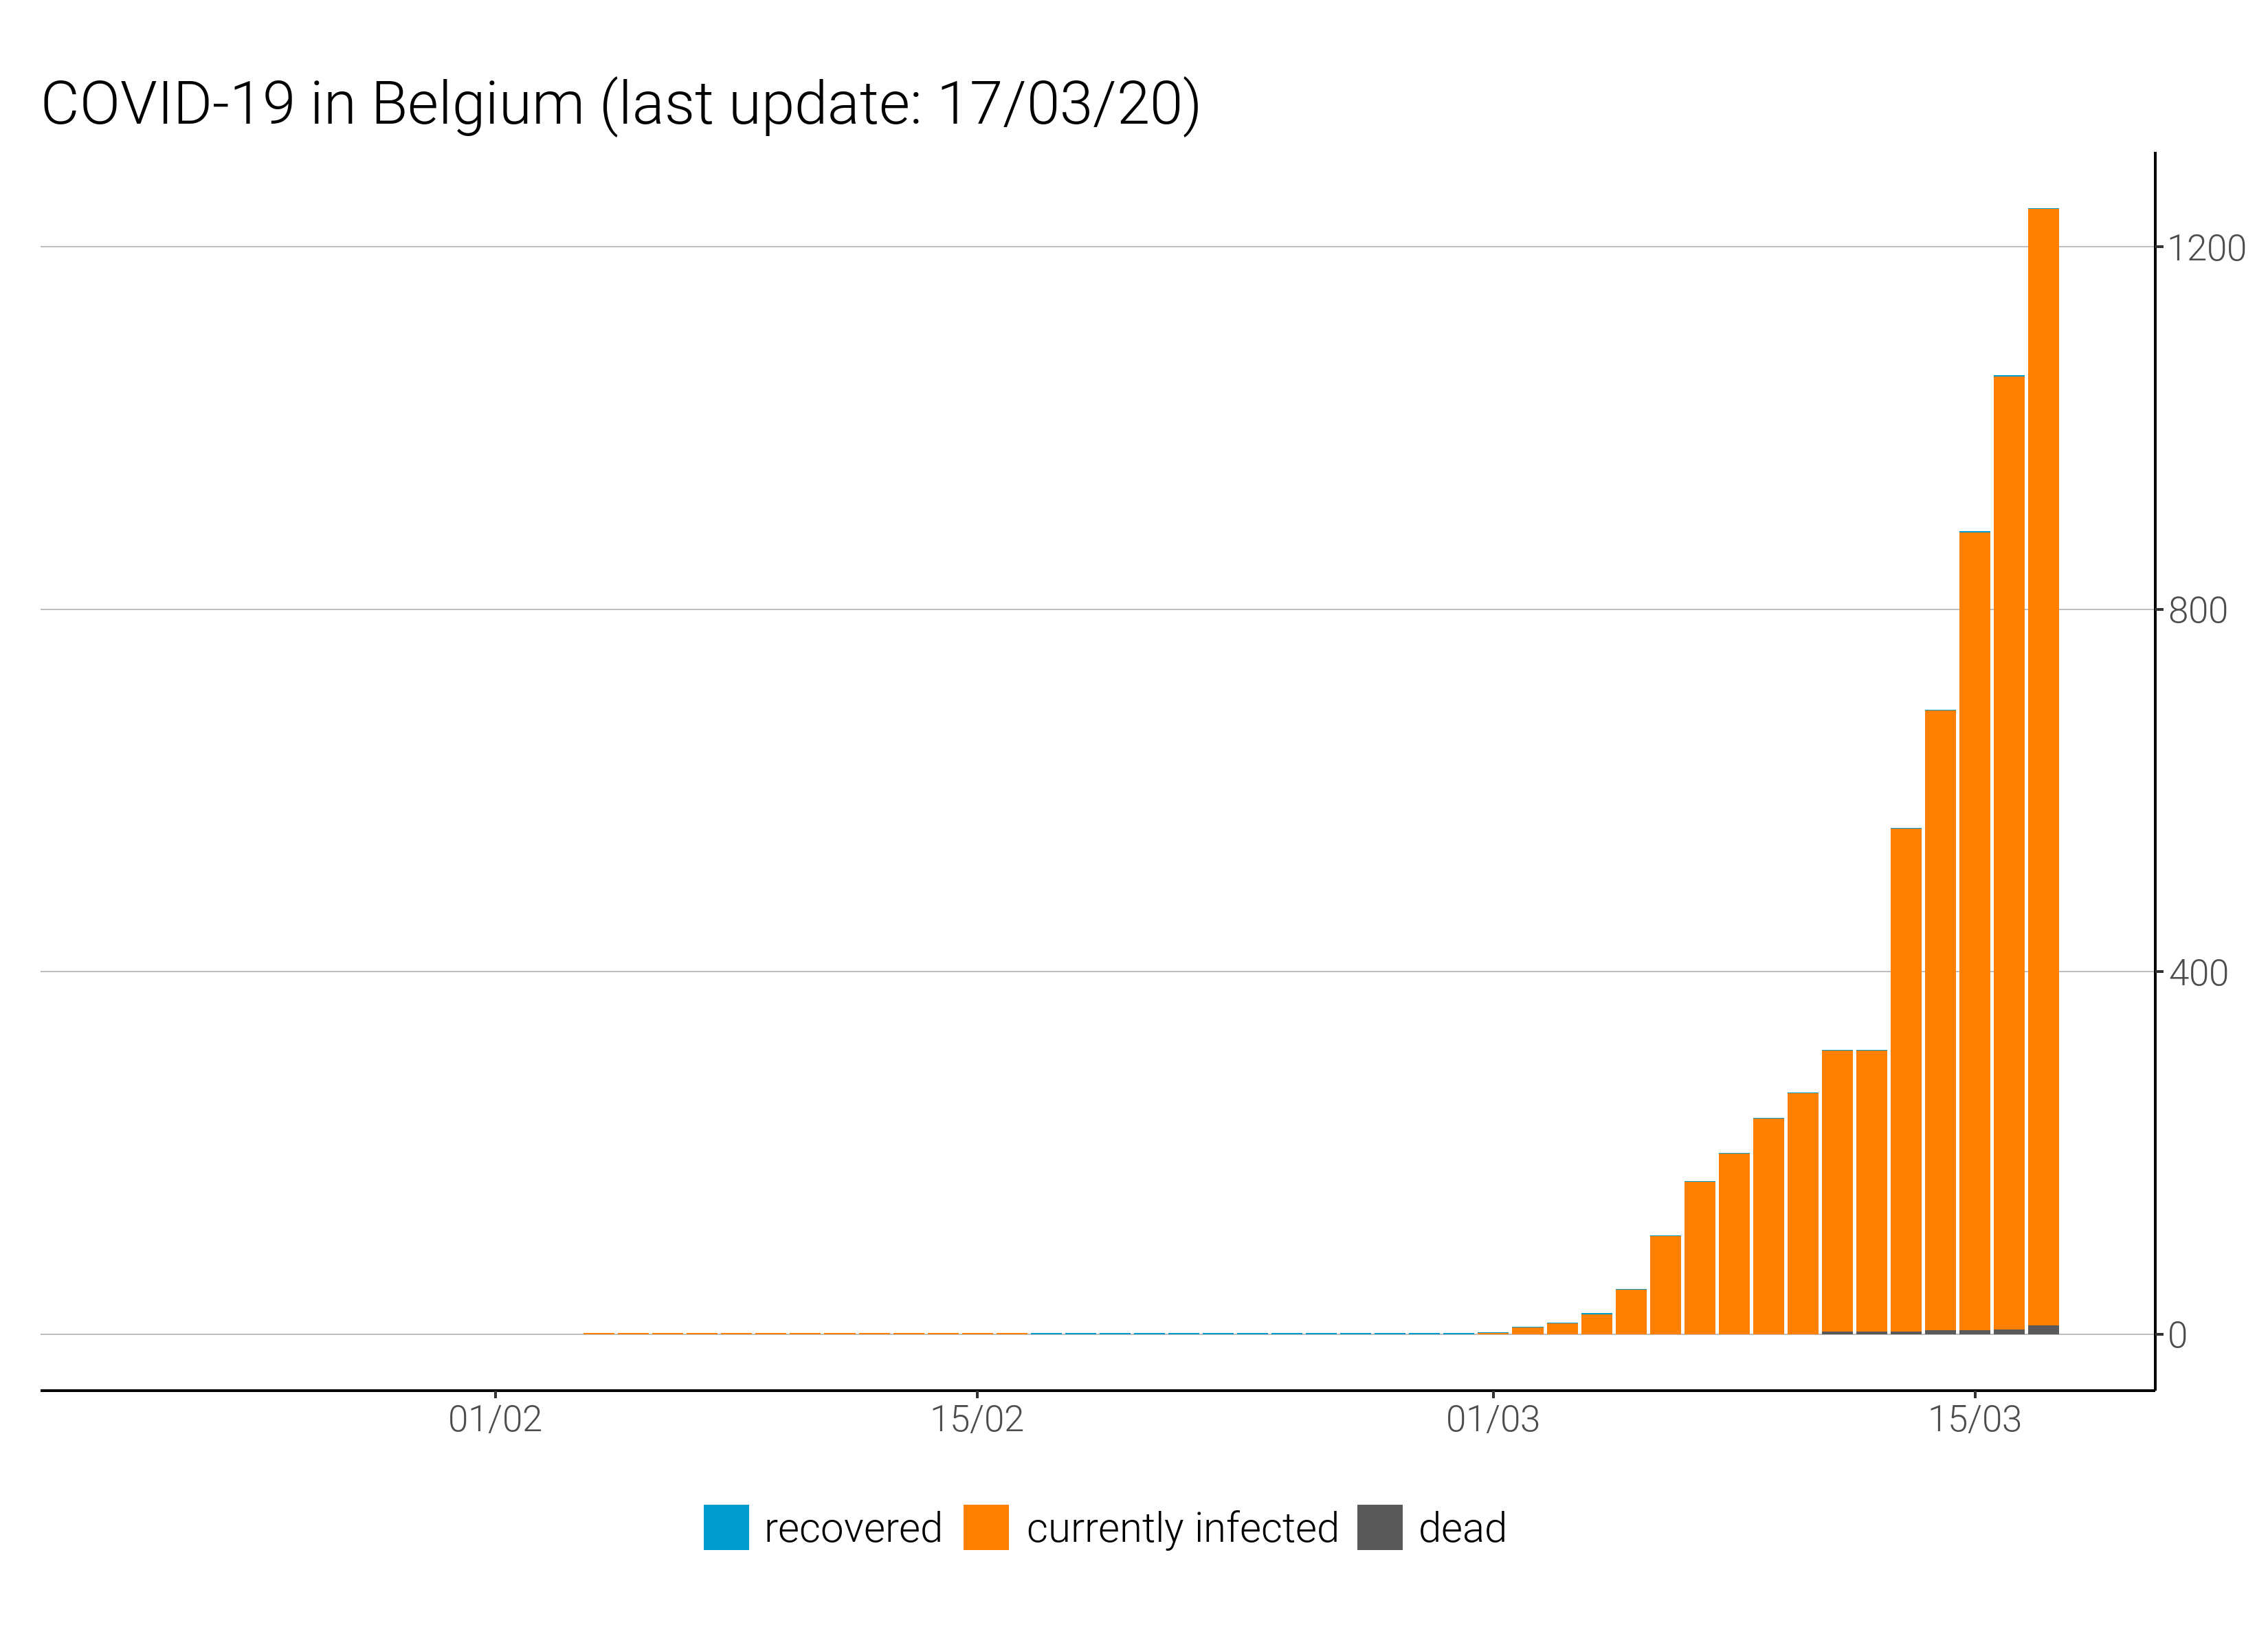 COVID-19 in Belgium (last update: 17/03/20)
1200
800
400
0
01/02 15/02 01/03 15/03
recovered currently infected dead